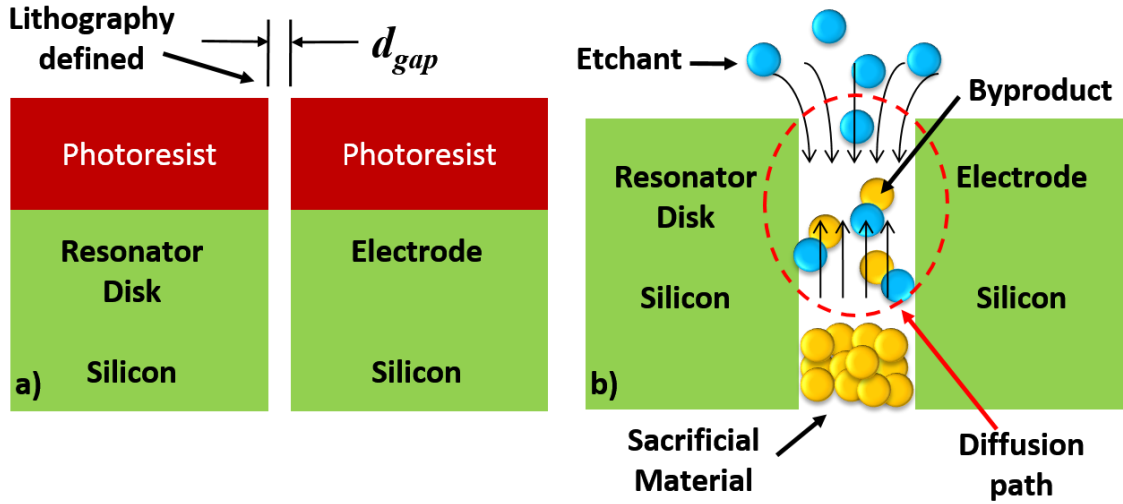 Lithography
defined
d_gap
Photoresist
Photoresist
Resonator
Disk
Electrode
Silicon
Silicon
a)
Etchant
Byproduct
Resonator
Disk
Electrode
Silicon
Silicon
b)
Sacrificial
Material
Diffusion
path